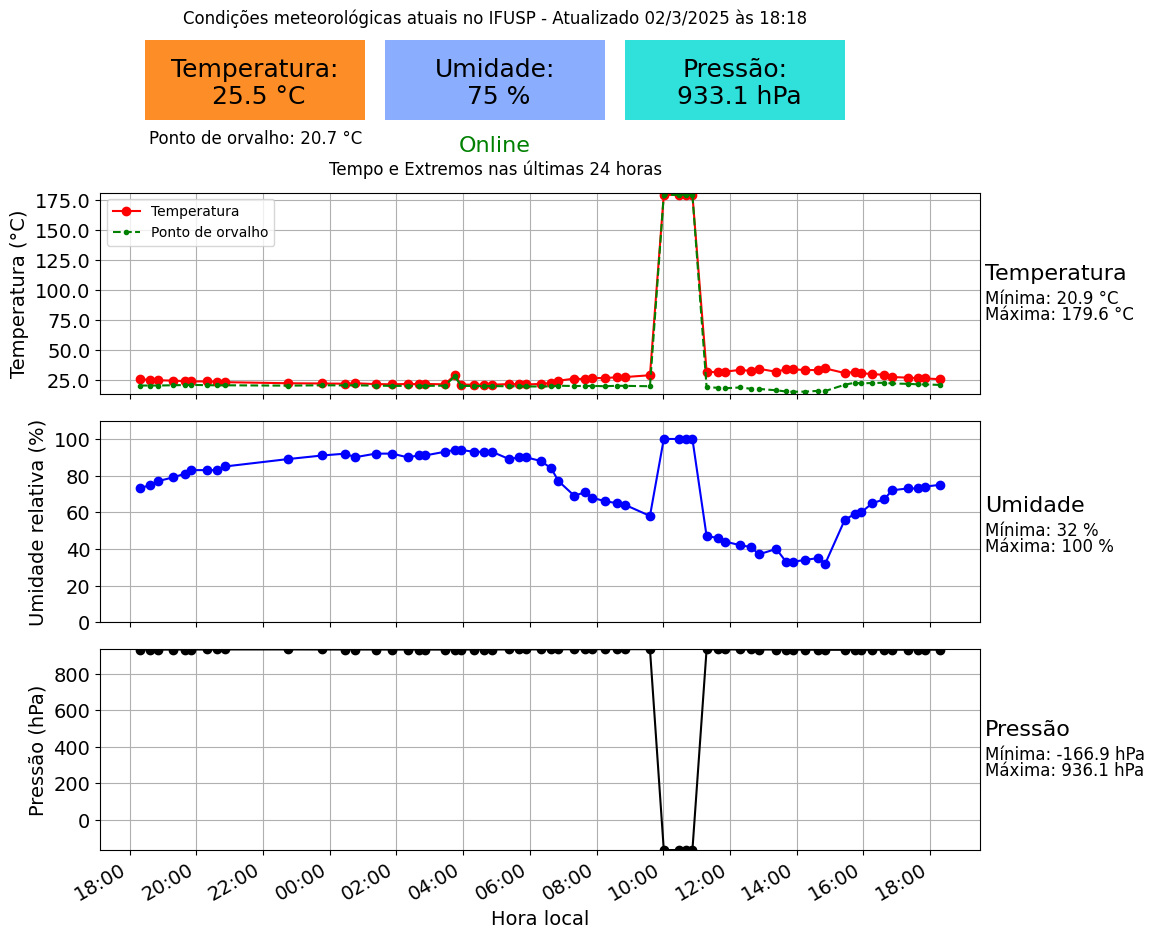 Condições meteorológicas atuais no IFUSP - Atualizado 02/3/2025 às 18:18
Temperatura:
25.5 °C
Umidade:
75 %
Pressão:
933.1 hPa
Ponto de orvalho: 20.7 °C
Online
Tempo e Extremos nas últimas 24 horas
Temperatura (°C)
175.0
150.0
125.0
100.0
75.0
50.0
25.0
Temperatura
Ponto de orvalho
Temperatura
Mínima: 20.9 °C
Máxima: 179.6 °C
Umidade relativa (%)
100
80
60
40
20
0
Umidade
Mínima: 32 %
Máxima: 100 %
Pressão (hPa)
800
600
400
200
0
Pressão
Mínima: -166.9 hPa
Máxima: 936.1 hPa
18:00 20:00 22:00 00:00 02:00 04:00 06:00 08:00 10:00 12:00 14:00 16:00 18:00
Hora local